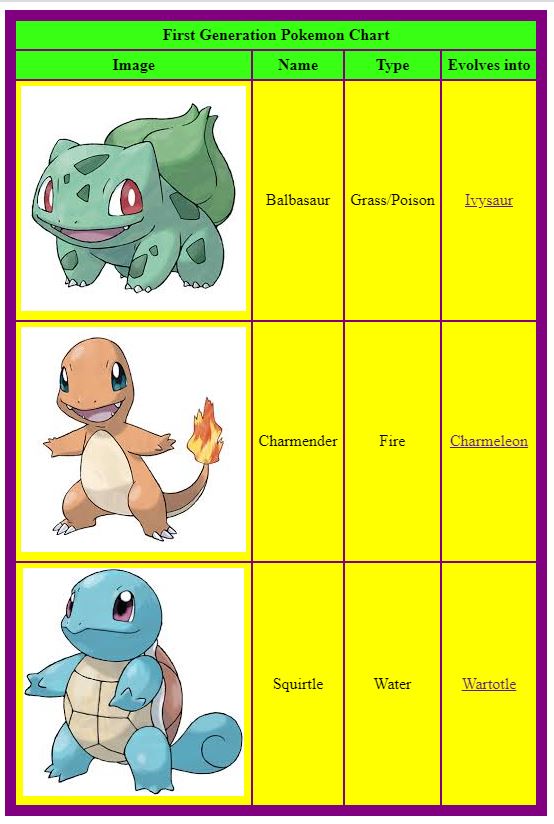 First Generation Pokemon Chart
Image Name Type Evolves into
Balbasaur Grass/Poison Ivysaur
Charmender Fire Charmeleon
Squirtle Water Wartotle